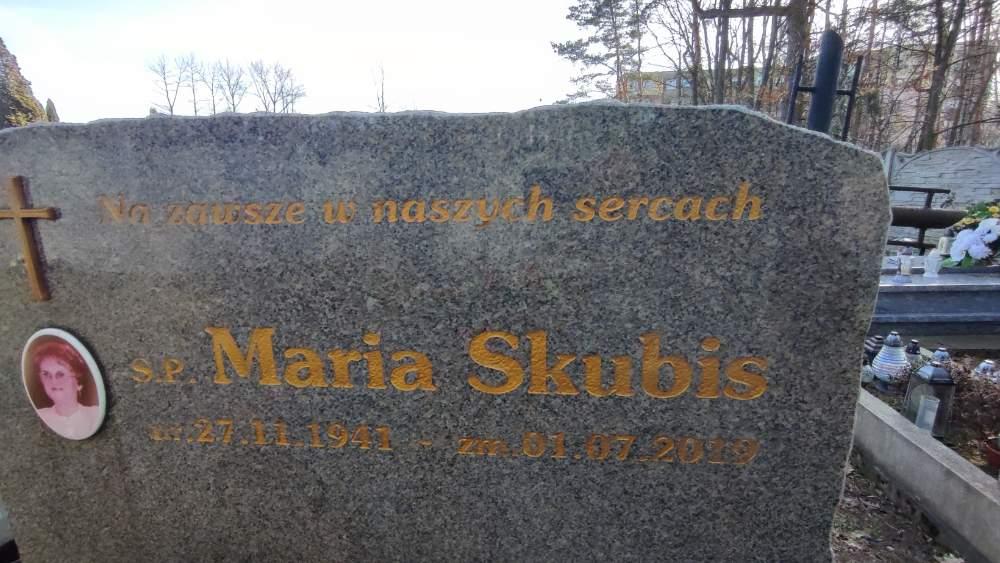 Na zawsze w naszych sercach
Ś.P. Maria Skubis
ur.27.11.1941 - zm.01.07.2019